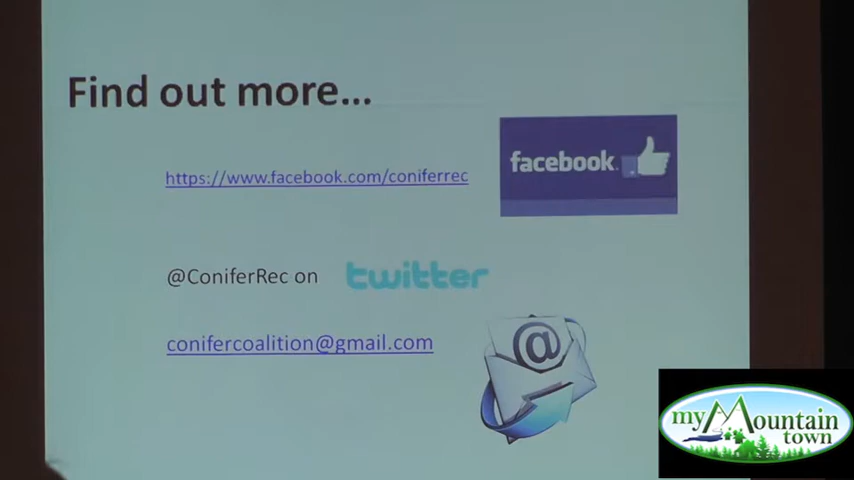 Find out more...
https://www.facebook.com/coniferrec
facebook.
@ConiferRec on twitter
conifercoalition@gmail.com
@
my Mountain
town